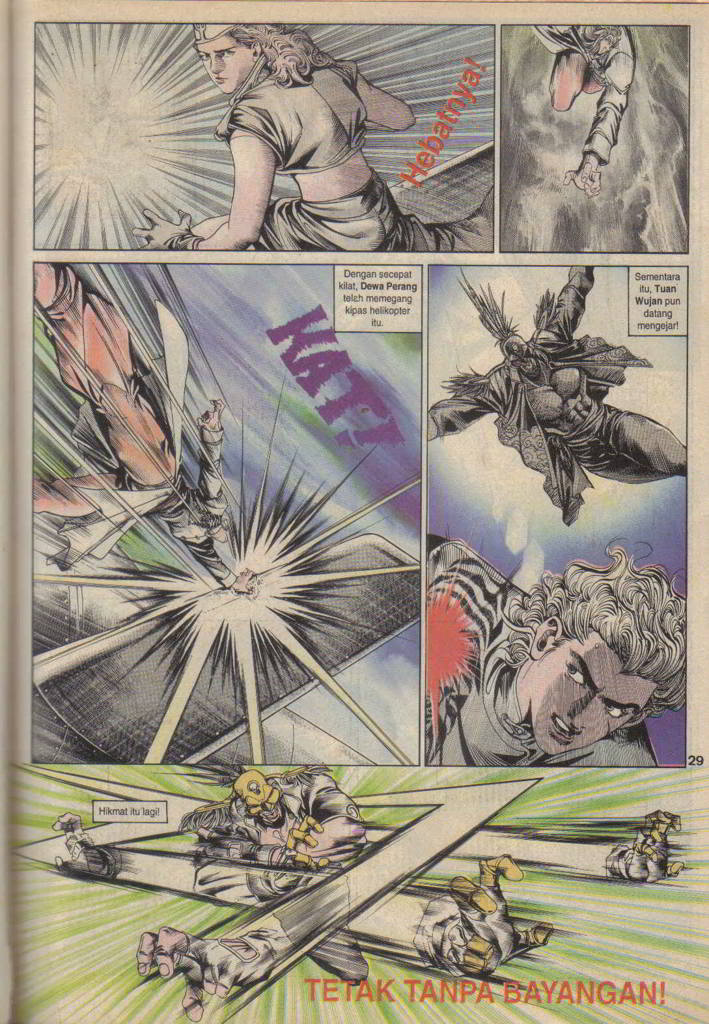 Hebatnya!
Dengan secepat
kilat, Dewa Perang
telah memegang
kipas helikopter
itu.
KAT!
Sementara
itu, Tuan
Wujan pun
datang
mengejar!
29
Hikmat itu lagi!
TETAK TANPA BAYANGAN!